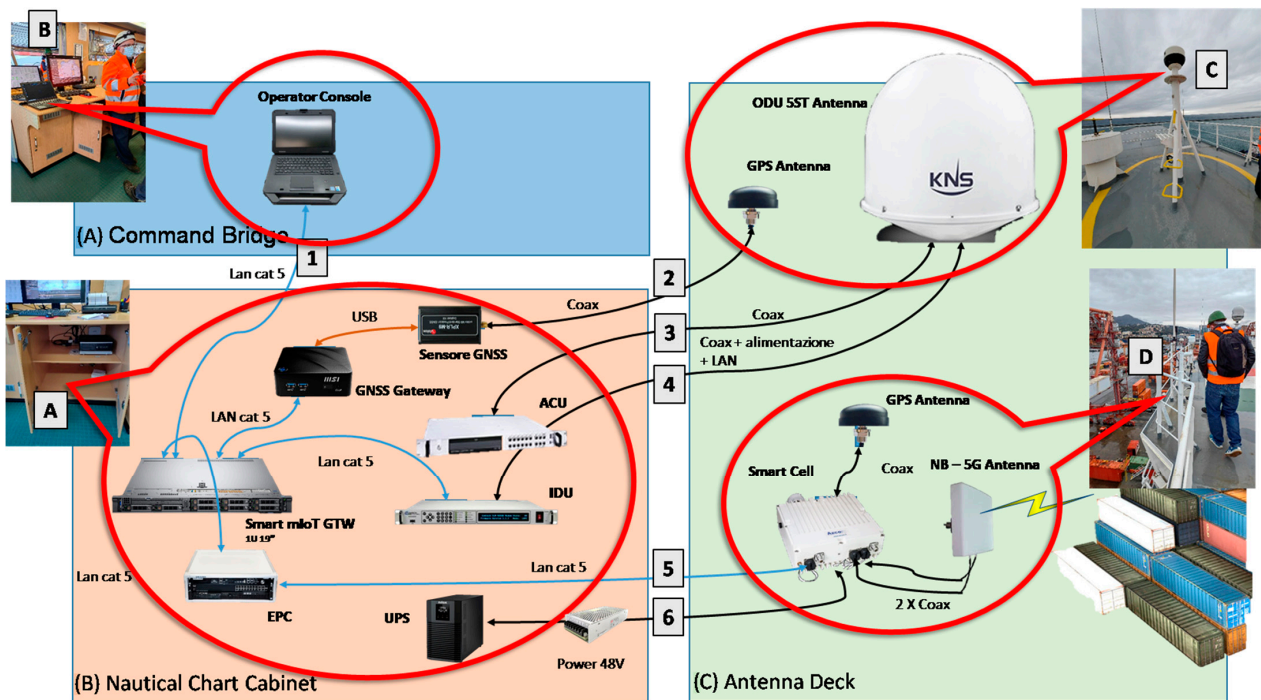 B
Operator Console
(A) Command Bridge
1
Lan cat 5
ODU 5ST Antenna
GPS Antenna
KNS
C
2
3
4
Coax
Coax
Coax + alimentazione
+ LAN
A
USB
Sensore GNSS
msi
GNSS Gateway
LAN cat 5
ACU
Lan cat 5
IDU
Smart mIoT GTW
1U 19"
Lan cat 5
EPC
Lan cat 5
5
UPS
6
Power 48V
(B) Nautical Chart Cabinet
D
GPS Antenna
Smart Cell
Coax
NB – 5G Antenna
2 X Coax
(C) Antenna Deck